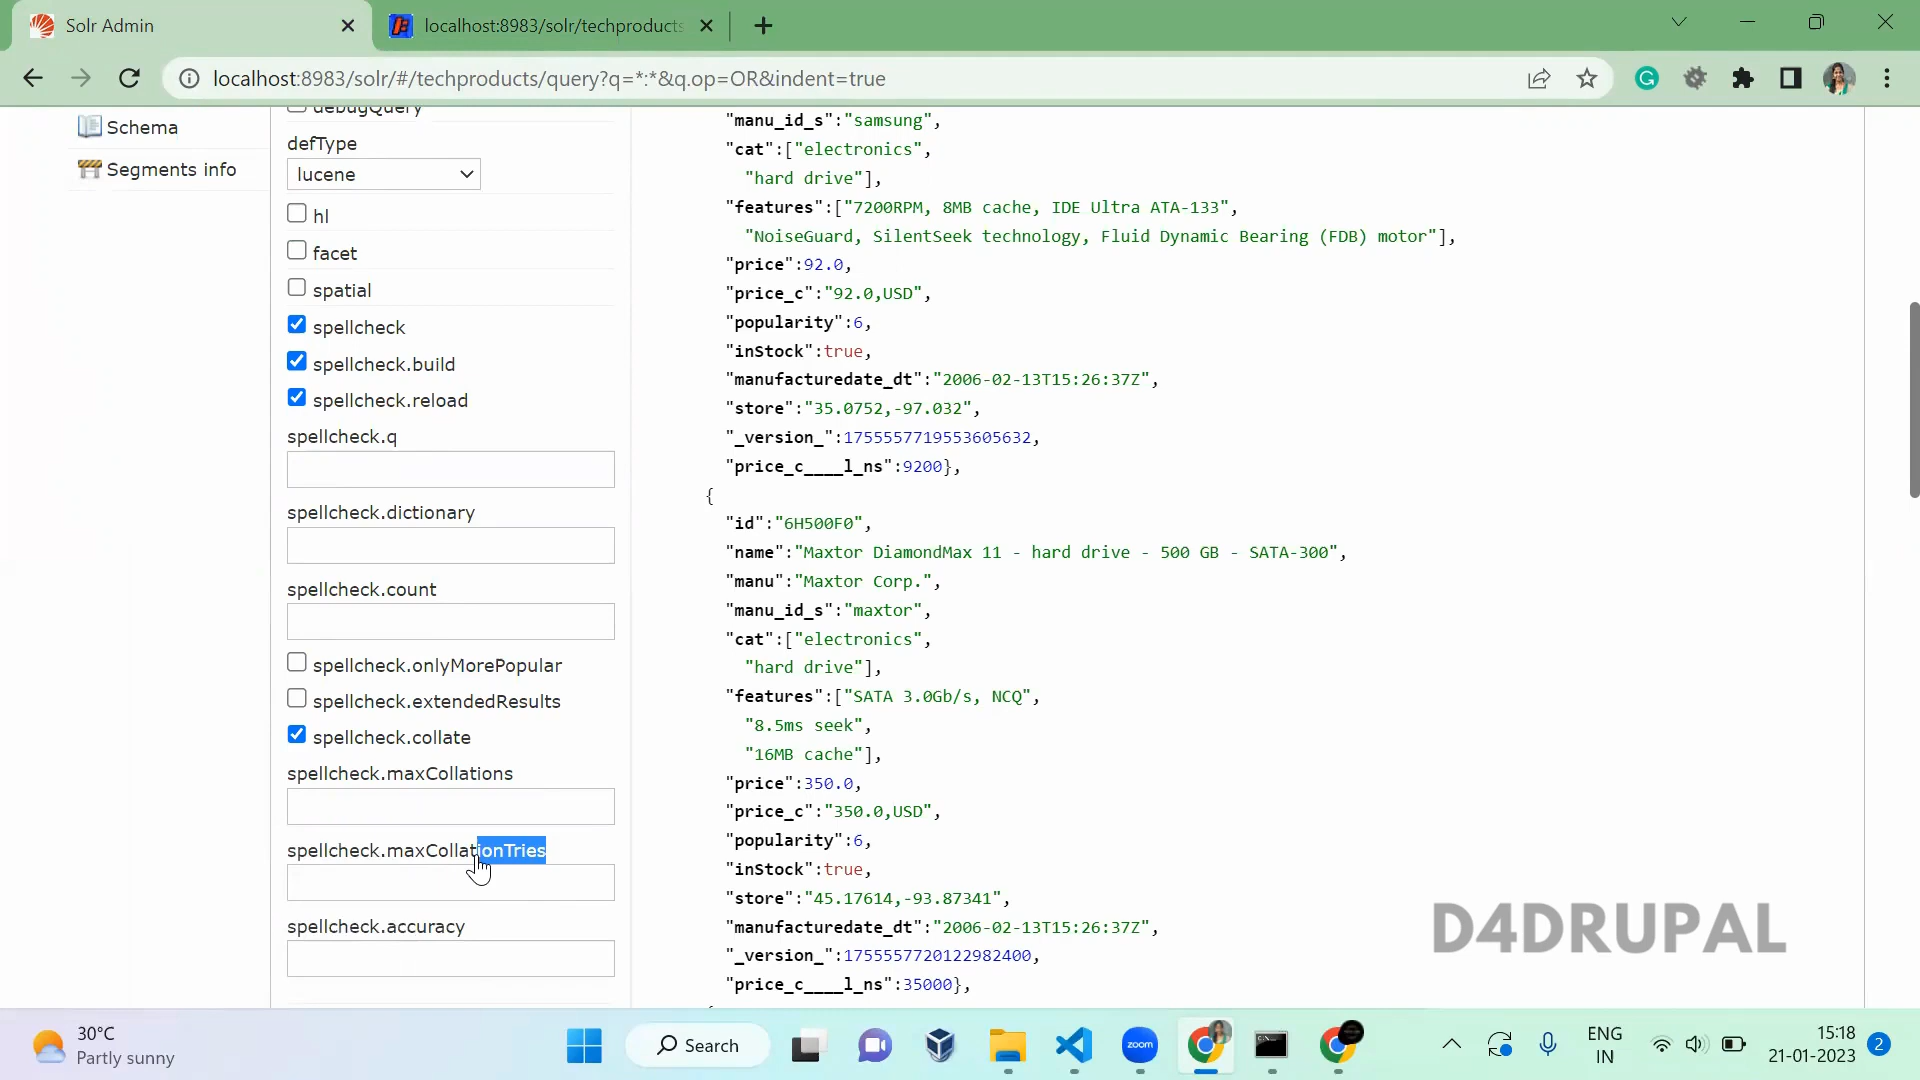 Solr Admin
localhost:8983/solr/techproducts
localhost:8983/solr/#/techproducts/query?q=*:*&q.op=OR&indent=true
Schema
Segments info
debugQuery
defType
lucene
hl
facet
spatial
spellcheck
spellcheck.build
spellcheck.reload
spellcheck.q
spellcheck.dictionary
spellcheck.count
spellcheck.onlyMorePopular
spellcheck.extendedResults
spellcheck.collate
spellcheck.maxCollations
spellcheck.maxCollationTries
spellcheck.accuracy
"manu_id_s":"samsung",
"cat":["electronics",
"hard drive"],
"features":["7200RPM, 8MB cache, IDE Ultra ATA-133",
"NoiseGuard, SilentSeek technology, Fluid Dynamic Bearing (FDB) motor"],
"price":92.0,
"price_c":"92.0,USD",
"popularity":6,
"inStock":true,
"manufacturedate_dt":"2006-02-13T15:26:37Z",
"store":"35.0752,-97.032",
"_version_":1755557719553605632,
"price_c____l_ns":9200},
{
"id":"6H500F0",
"name":"Maxtor DiamondMax 11 - hard drive - 500 GB - SATA-300",
"manu":"Maxtor Corp.",
"manu_id_s":"maxtor",
"cat":["electronics",
"hard drive"],
"features":["SATA 3.0Gb/s, NCQ",
"8.5ms seek",
"16MB cache"],
"price":350.0,
"price_c":"350.0,USD",
"popularity":6,
"inStock":true,
"store":"45.17614,-93.87341",
"manufacturedate_dt":"2006-02-13T15:26:37Z",
"_version_":1755557720122982400,
"price_c____l_ns":35000},
D4DRUPAL
30°C
Partly sunny
Search
zoom
ENG
IN
15:18
21-01-2023
2